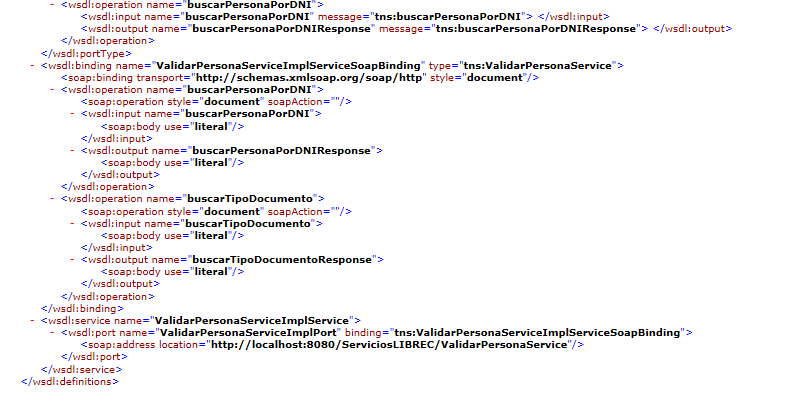 - <wsdl:operation name="buscarPersonaPorDNI">
<wsdl:input name="buscarPersonaPorDNI" message="tns:buscarPersonaPorDNI"> </wsdl:input>
<wsdl:output name="buscarPersonaPorDNIResponse" message="tns:buscarPersonaPorDNIResponse"> </wsdl:output>
</wsdl:operation>
</wsdl:portType>
- <wsdl:binding name="ValidarPersonaServiceImplServiceSoapBinding" type="tns:ValidarPersonaService">
<soap:binding transport="http://schemas.xmlsoap.org/soap/http" style="document"/>
- <wsdl:operation name="buscarPersonaPorDNI">
<soap:operation style="document" soapAction=""/>
- <wsdl:input name="buscarPersonaPorDNI">
<soap:body use="literal"/>
</wsdl:input>
- <wsdl:output name="buscarPersonaPorDNIResponse">
<soap:body use="literal"/>
</wsdl:output>
</wsdl:operation>
- <wsdl:operation name="buscarTipoDocumento">
<soap:operation style="document" soapAction=""/>
- <wsdl:input name="buscarTipoDocumento">
<soap:body use="literal"/>
</wsdl:input>
- <wsdl:output name="buscarTipoDocumentoResponse">
<soap:body use="literal"/>
</wsdl:output>
</wsdl:operation>
</wsdl:binding>
- <wsdl:service name="ValidarPersonaServiceImplService">
- <wsdl:port name="ValidarPersonaServiceImplPort" binding="tns:ValidarPersonaServiceImplServiceSoapBinding">
<soap:address location="http://localhost:8080/ServiciosLIBREC/ValidarPersonaService"/>
</wsdl:port>
</wsdl:service>
</wsdl:definitions>